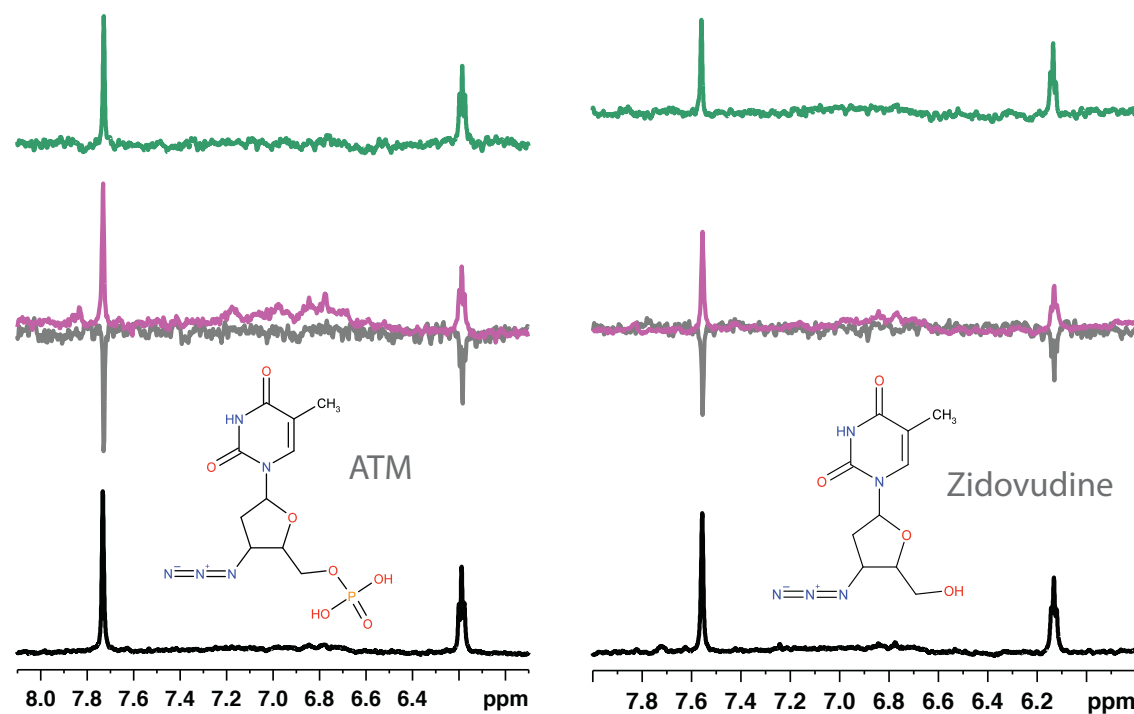 O
CH₃
HN
O
N
ATM
O
N⁻ N⁺ N
O
P
OH
HO
O
8.0 7.8 7.6 7.4 7.2 7.0 6.8 6.6 6.4 ppm
O
CH₃
HN
O
N
Zidovudine
O
N⁻ N⁺ N
OH
7.8 7.6 7.4 7.2 7.0 6.8 6.6 6.4 6.2 ppm